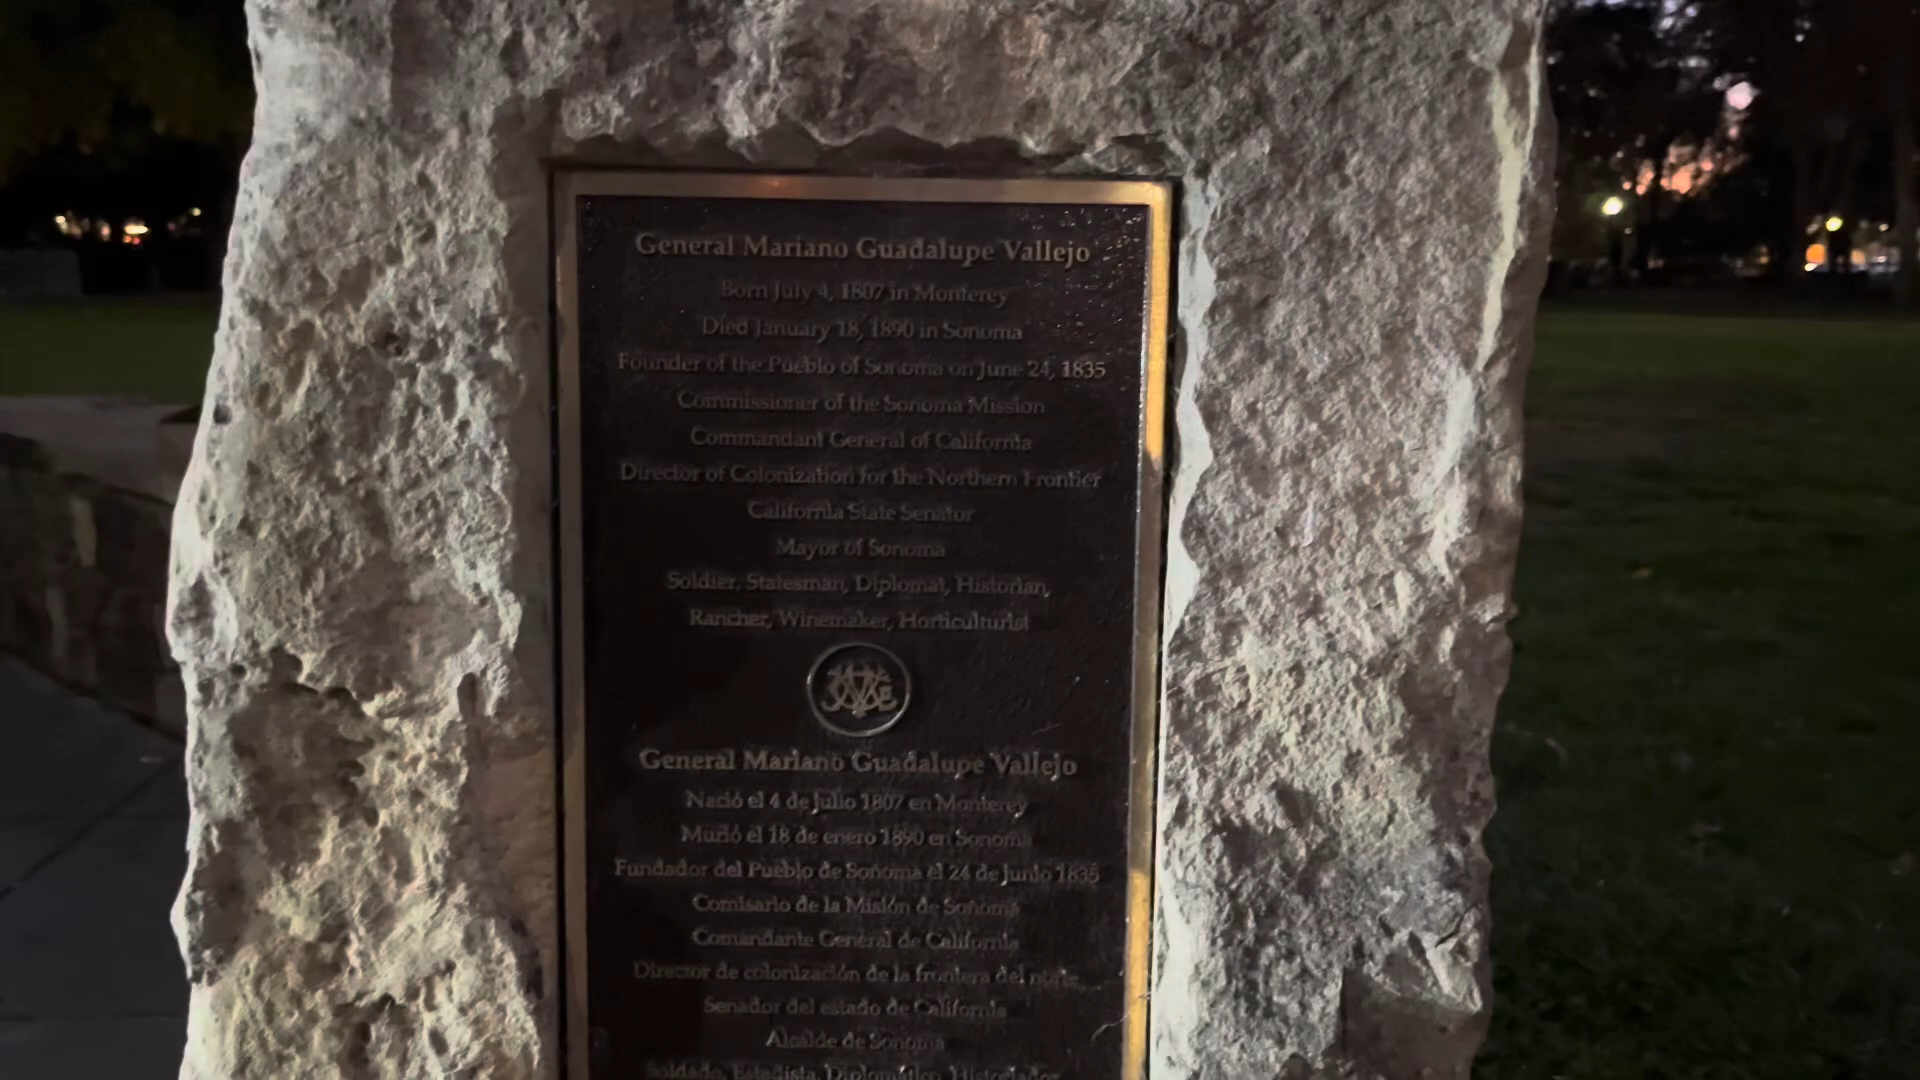 General Mariano Guadalupe Vallejo
Born July 4, 1807 in Monterey
Died January 18, 1890 in Sonoma
Founder of the Pueblo of Sonoma on June 24, 1835
Commissioner of the Sonoma Mission
Commandant General of California
Director of Colonization for the Northern Frontier
California State Senator
Mayor of Sonoma
Soldier, Statesman, Diplomat, Historian,
Rancher, Winemaker, Horticulturist
General Mariano Guadalupe Vallejo
Nació el 4 de Julio 1807 en Monterey
Murió el 18 de enero 1890 en Sonoma
Fundador del Pueblo de Sonoma el 24 de Junio 1835
Comisario de la Misión de Sonoma
Comandante General de California
Director de colonización de la frontera del norte
Senador del estado de California
Alcalde de Sonoma
Soldado, Estadista, Diplomático, Historiador